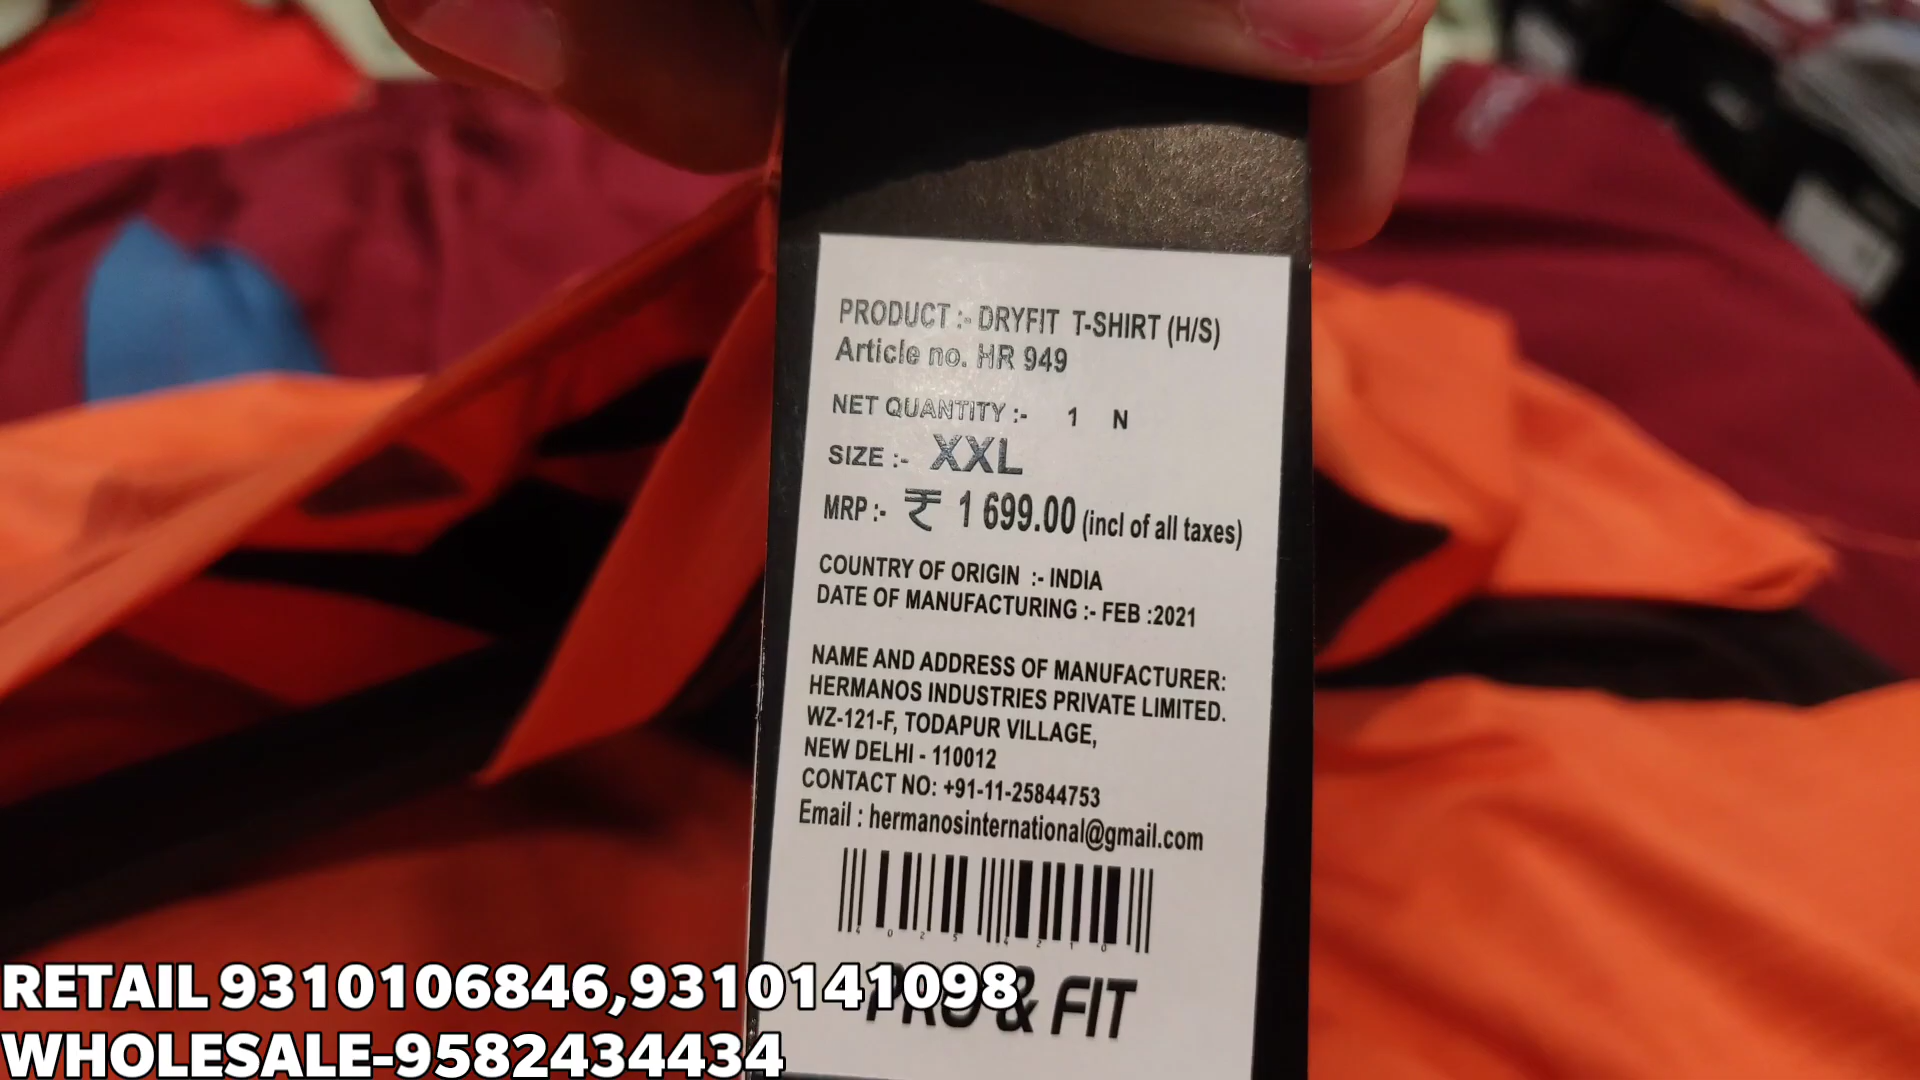 PRODUCT :- DRYFIT T-SHIRT (H/S)
Article no. HR 949
NET QUANTITY :- 1 N
SIZE :- XXL
MRP :- ₹ 1 699.00 (incl of all taxes)
COUNTRY OF ORIGIN :- INDIA
DATE OF MANUFACTURING :- FEB :2021
NAME AND ADDRESS OF MANUFACTURER:
HERMANOS INDUSTRIES PRIVATE LIMITED.
WZ-121-F, TODAPUR VILLAGE,
NEW DELHI - 110012
CONTACT NO: +91-11-25844753
Email : hermanosinternational@gmail.com
PRO & FIT
RETAIL 9310106846,9310141098
WHOLESALE-9582434434